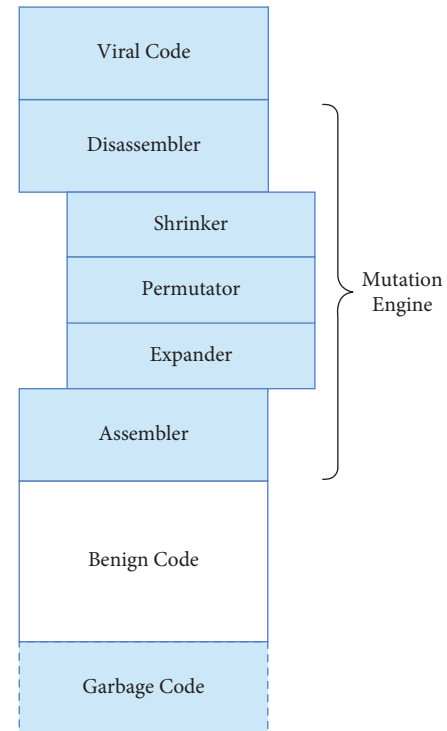 Viral Code
Disassembler
Shrinker
Permutator
Expander
Assembler
Benign Code
Garbage Code
Mutation
Engine